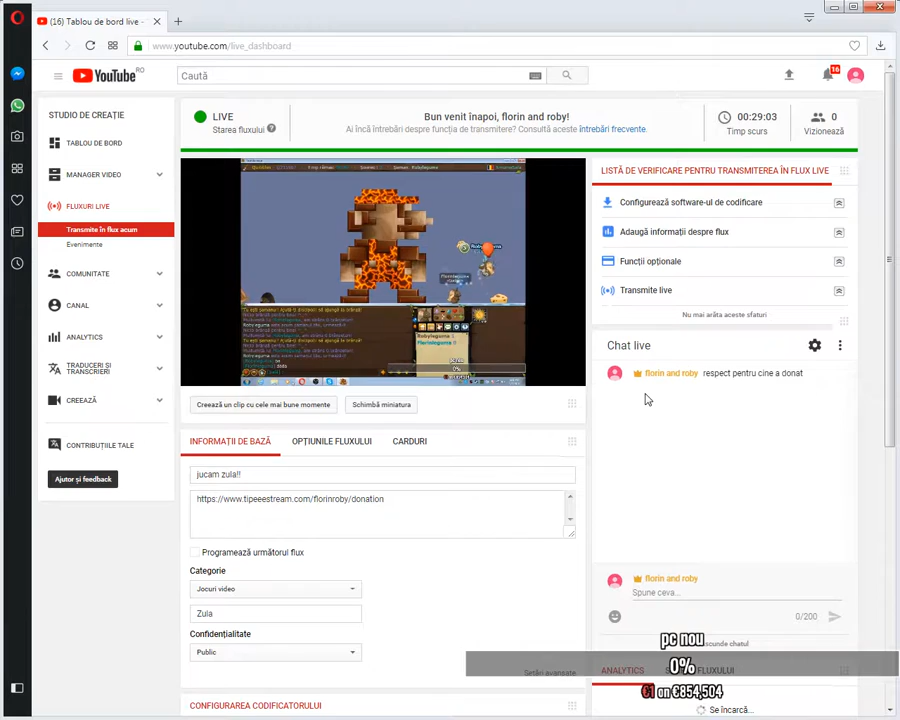 (16) Tablou de bord live -
www.youtube.com/live_dashboard
YouTube RO
Caută
16
STUDIO DE CREAȚIE
TABLOU DE BORD
MANAGER VIDEO
FLUXURI LIVE
Transmite în flux acum
Evenimente
COMUNITATE
CANAL
ANALYTICS
TRADUCERI ȘI
TRANSCRIERI
CREEAZĂ
CONTRIBUȚIILE TALE
Ajutor și feedback
LIVE
Starea fluxului
Bun venit înapoi, florin and roby!
Ai încă întrebări despre funcția de transmitere? Consultă aceste întrebări frecvente.
00:29:03
Timp scurs
0
Vizionează
Creează un clip cu cele mai bune momente
Schimbă miniatura
INFORMAȚII DE BAZĂ
OPȚIUNILE FLUXULUI
CARDURI
jucam zula!!
https://www.tipeeestream.com/florinroby/donation
Programează următorul flux
Categorie
Jocuri video
Zula
Confidențialitate
Public
Setări avansate
CONFIGURAREA CODIFICATORULUI
LISTĂ DE VERIFICARE PENTRU TRANSMITEREA ÎN FLUX LIVE
Configurează software-ul de codificare
Adaugă informații despre flux
Funcții opționale
Transmite live
Nu mai arăta aceste sfaturi
Chat live
florin and roby respect pentru cine a donat
florin and roby
Spune ceva...
0/200
scunde chatul
pc nou
0%
€1 on €854,504
ANALYTICS
FLUXULUI
Se încarcă...